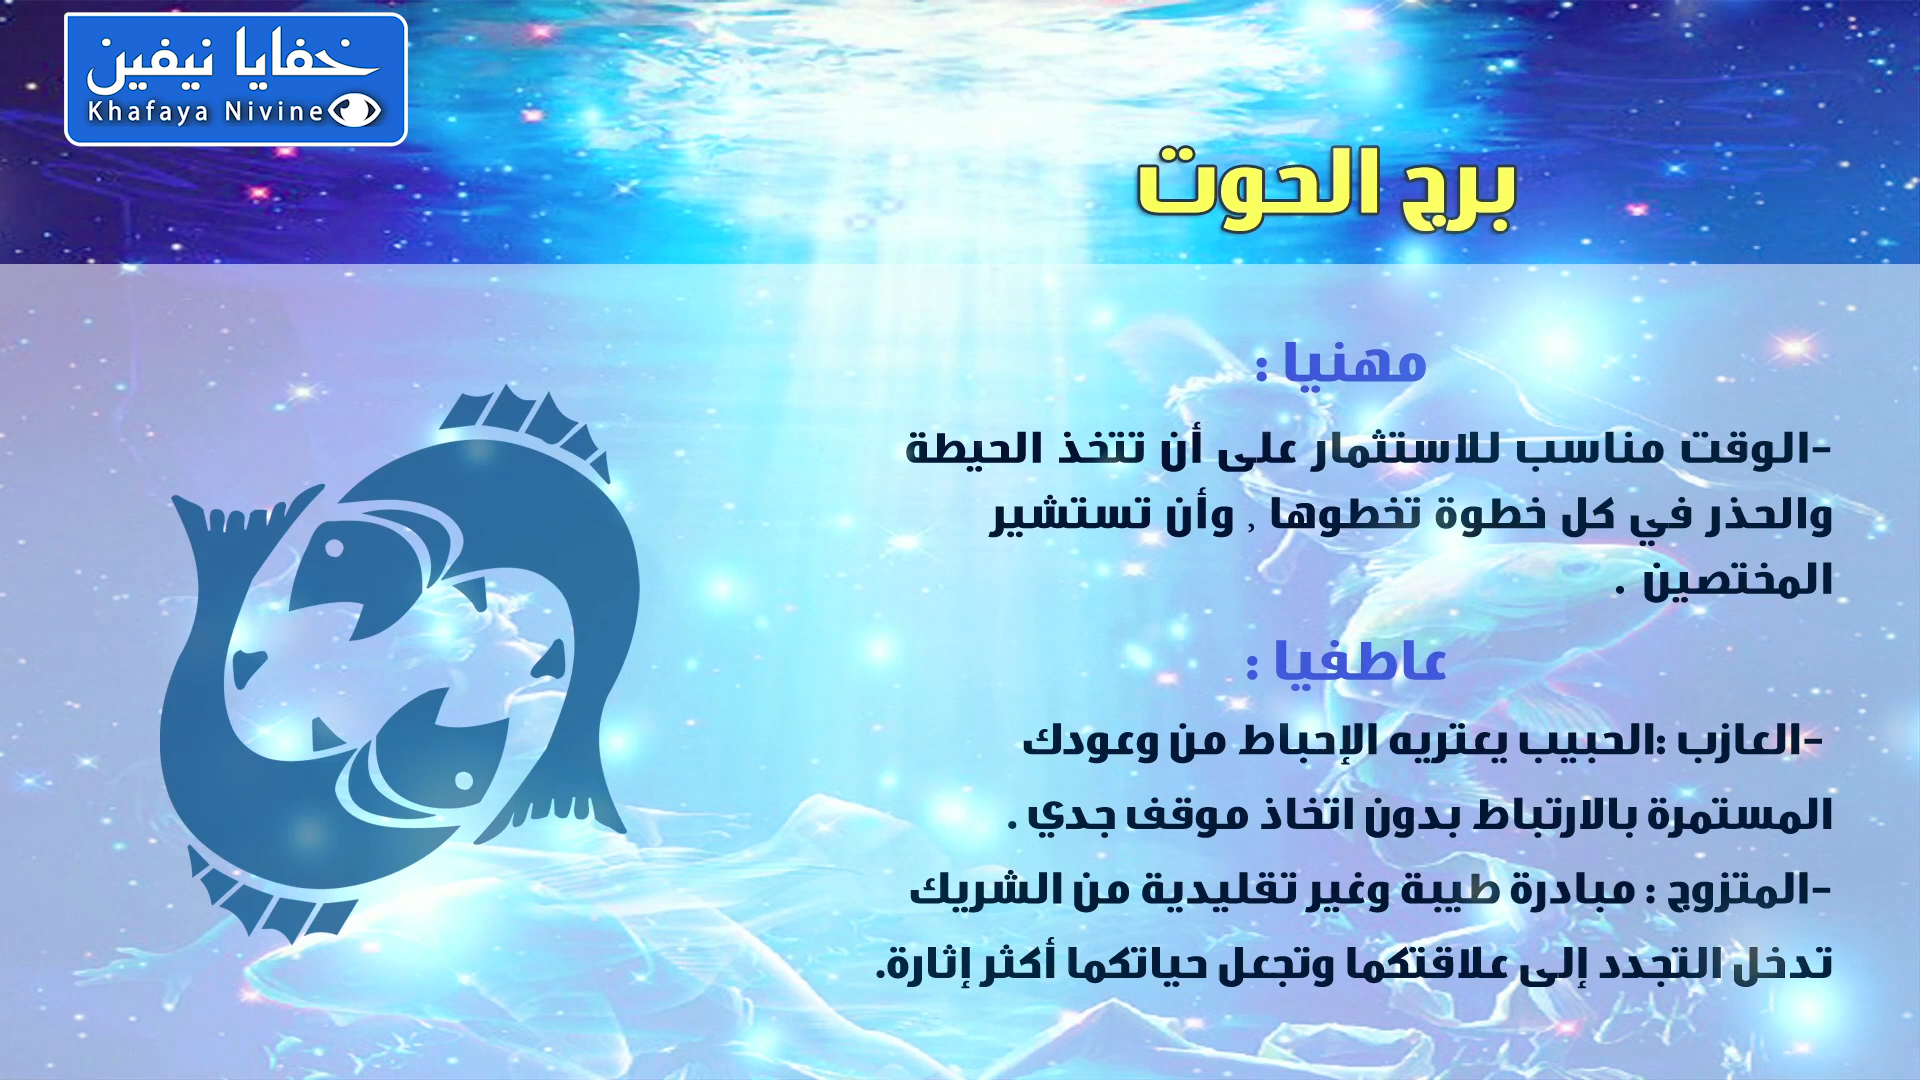 خفايا نيفين
Khafaya Nivine
برج الحوت
مهنيا :
-الوقت مناسب للاستثمار على أن تتخذ الحيطة
والحذر في كل خطوة تخطوها , وأن تستشير
المختصين .
عاطفيا :
-العازب :الحبيب يعتريه الإحباط من وعودك
المستمرة بالارتباط بدون اتخاذ موقف جدي .
-المتزوج : مبادرة طيبة وغير تقليدية من الشريك
تدخل التجدد إلى علاقتكما وتجعل حياتكما أكثر إثارة.